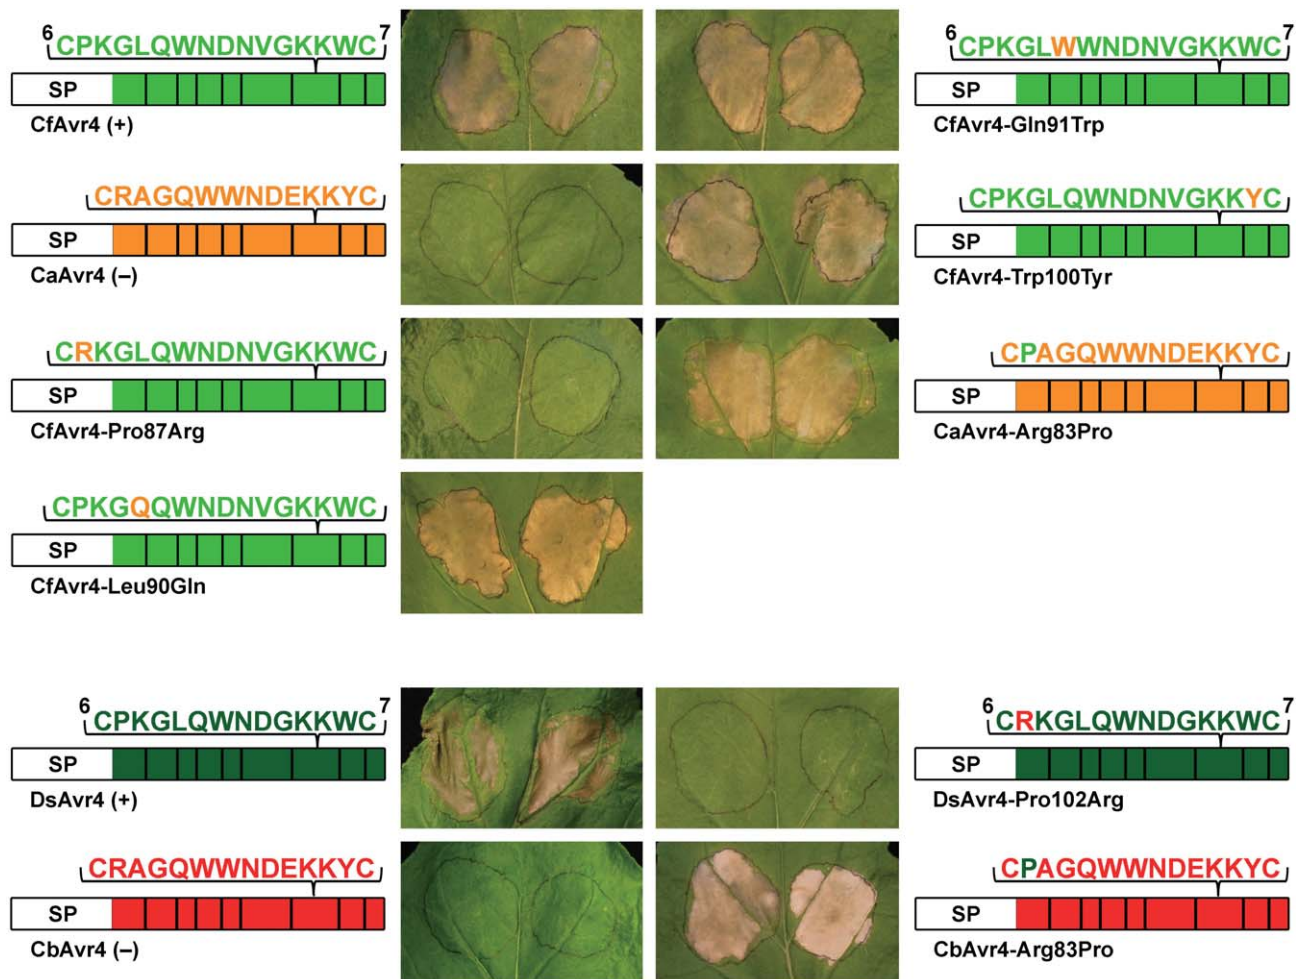 6 CPKGLQWNDNVGKKWC 7
SP
CfAvr4 (+)
6 CPKGLWWNDNVGKKWC 7
SP
CfAvr4-Gln91Trp
CRAGQWWNDEKKYC
SP
CaAvr4 (–)
CPKGLQWNDNVGKKYC
SP
CfAvr4-Trp100Tyr
CRKGLQWNDNVGKKWC
SP
CfAvr4-Pro87Arg
CPAGQWWNDEKKYC
SP
CaAvr4-Arg83Pro
CPKGQQWNDNVGKKWC
SP
CfAvr4-Leu90Gln
6 CPKGLQWNDGKKWC 7
SP
DsAvr4 (+)
6 CRKGLQWNDGKKWC 7
SP
DsAvr4-Pro102Arg
CRAGQWWNDEKKYC
SP
CbAvr4 (–)
CPAGQWWNDEKKYC
SP
CbAvr4-Arg83Pro